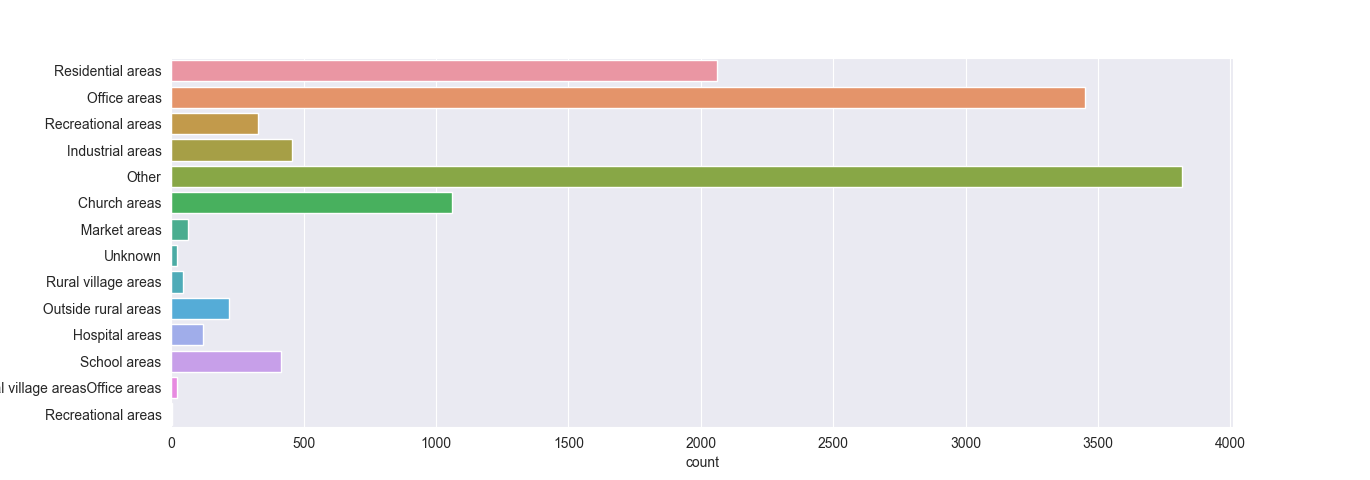 Residential areas
Office areas
Recreational areas
Industrial areas
Other
Church areas
Market areas
Unknown
Rural village areas
Outside rural areas
Hospital areas
School areas
l village areasOffice areas
Recreational areas
0 500 1000 1500 2000 2500 3000 3500 4000
count